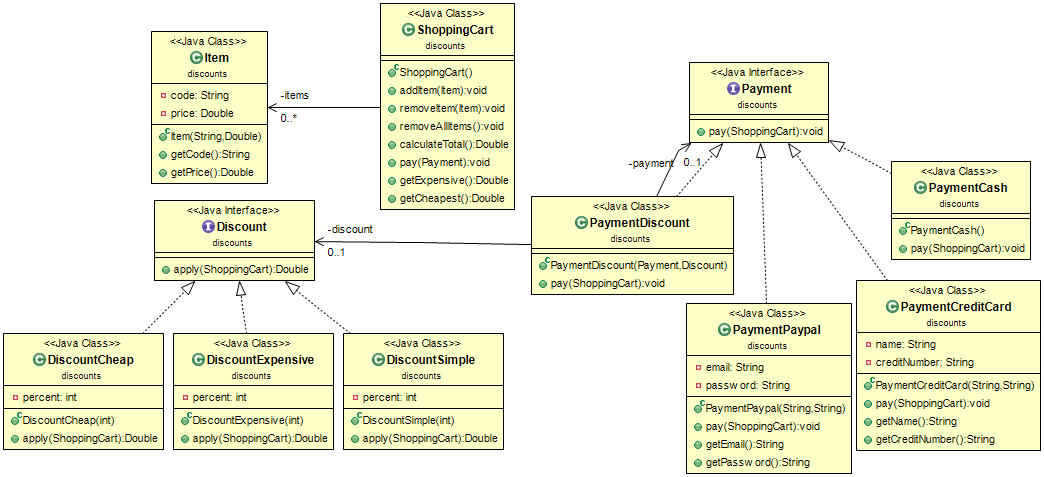 <<Java Class>>
Item
discounts
code: String
price: Double
Item(String,Double)
getCode():String
getPrice():Double
-items
0..*
<<Java Class>>
ShoppingCart
discounts
ShoppingCart()
addItem(Item):void
removeItem(Item):void
removeAllItems():void
calculateTotal():Double
pay(Payment):void
getExpensive():Double
getCheapest():Double
<<Java Interface>>
Payment
discounts
pay(ShoppingCart):void
-payment
0..1
<<Java Class>>
PaymentCash
discounts
PaymentCash()
pay(ShoppingCart):void
<<Java Interface>>
Discount
discounts
apply(ShoppingCart):Double
-discount
0..1
<<Java Class>>
PaymentDiscount
discounts
PaymentDiscount(Payment,Discount)
pay(ShoppingCart):void
<<Java Class>>
DiscountCheap
discounts
percent: int
DiscountCheap(int)
apply(ShoppingCart):Double
<<Java Class>>
DiscountExpensive
discounts
percent: int
DiscountExpensive(int)
apply(ShoppingCart):Double
<<Java Class>>
DiscountSimple
discounts
percent: int
DiscountSimple(int)
apply(ShoppingCart):Double
<<Java Class>>
PaymentPaypal
discounts
email: String
password: String
PaymentPaypal(String,String)
pay(ShoppingCart):void
getEmail():String
getPassword():String
<<Java Class>>
PaymentCreditCard
discounts
name: String
creditNumber: String
PaymentCreditCard(String,String)
pay(ShoppingCart):void
getName():String
getCreditNumber():String